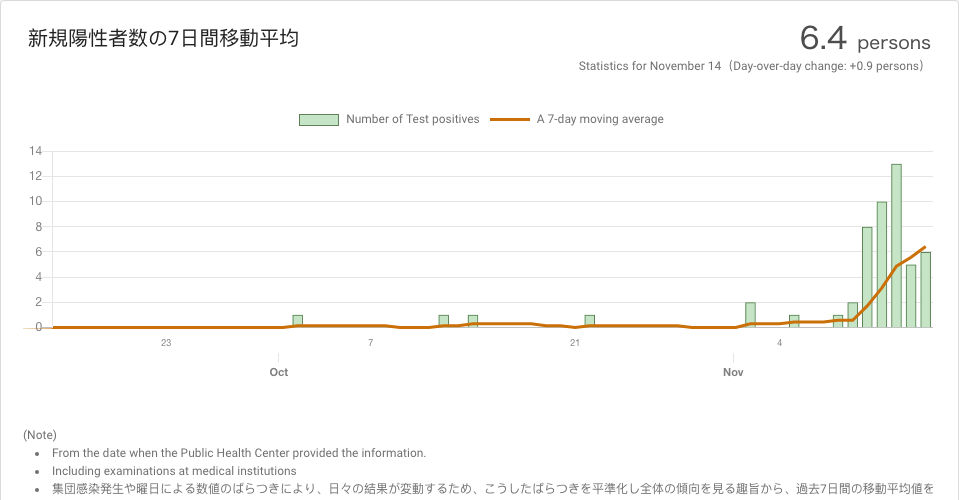 新規陽性者数の7日間移動平均
6.4 persons
Statistics for November 14（Day-over-day change: +0.9 persons）
Number of Test positives
A 7-day moving average
14
12
10
8
6
4
2
0
23
7
21
4
Oct
Nov
(Note)
• From the date when the Public Health Center provided the information.
• Including examinations at medical institutions
• 集団感染発生や曜日による数値のばらつきにより、日々の結果が変動するため、こうしたばらつきを平準化し全体の傾向を見る趣旨から、過去7日間の移動平均値を